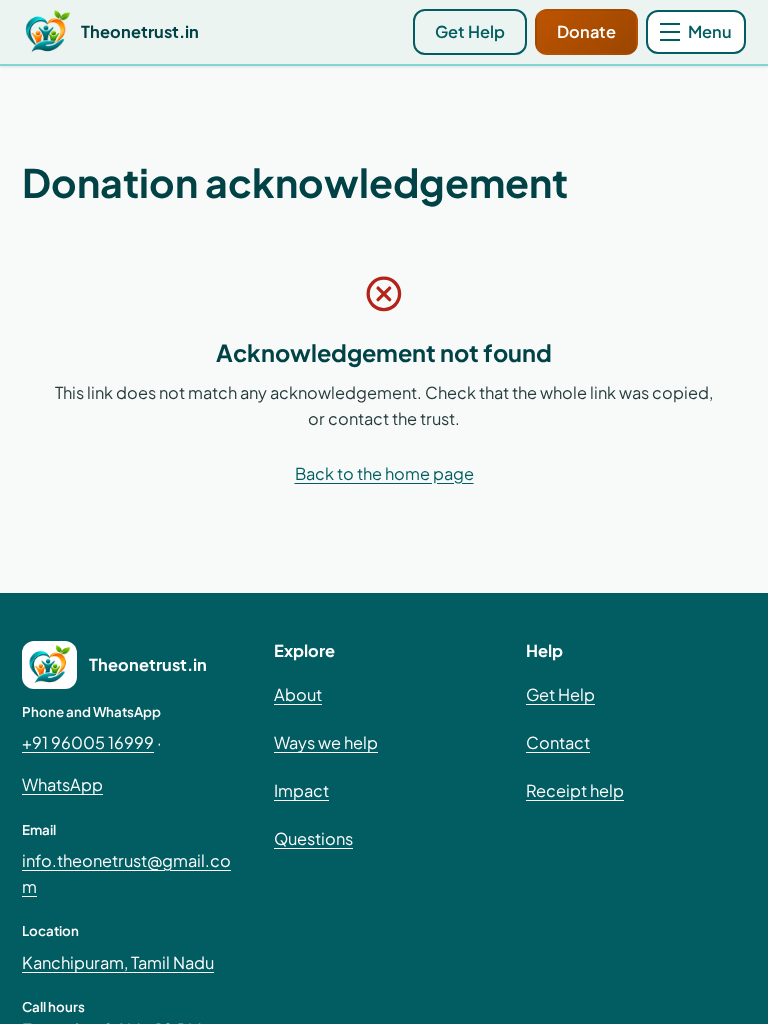 Theonetrust.in
Get Help
Donate
Menu
Donation acknowledgement
Acknowledgement not found
This link does not match any acknowledgement. Check that the whole link was copied,
or contact the trust.
Back to the home page
Theonetrust.in
Phone and WhatsApp
+91 96005 16999 ·
WhatsApp
Email
info.theonetrust@gmail.co
m
Location
Kanchipuram, Tamil Nadu
Call hours
Explore
About
Ways we help
Impact
Questions
Help
Get Help
Contact
Receipt help